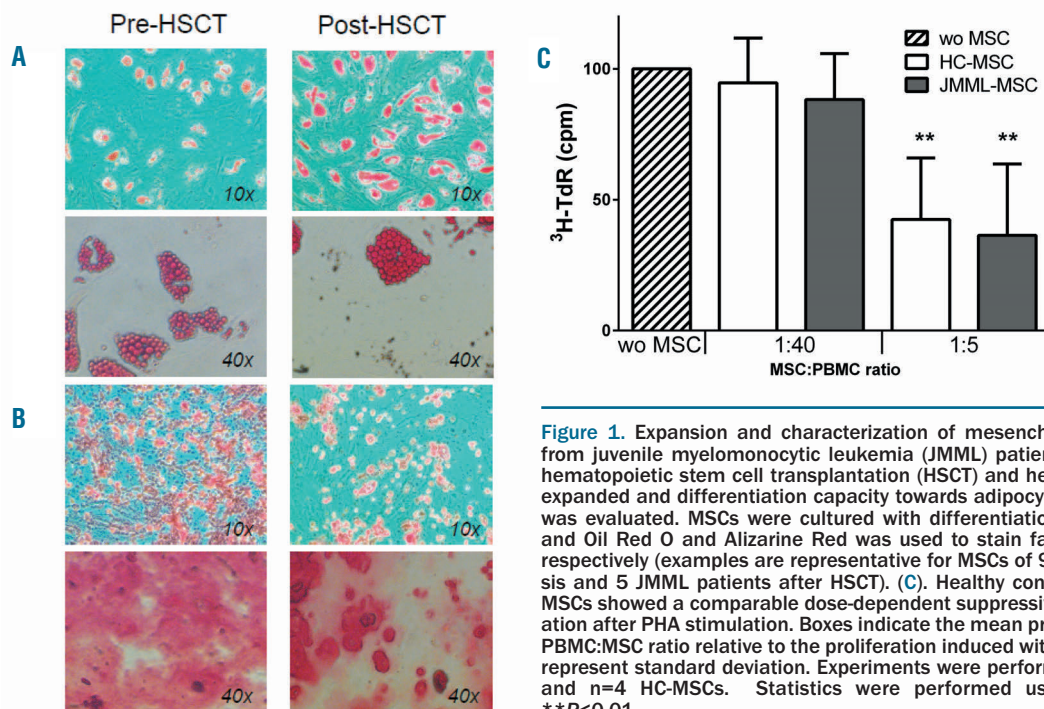 Pre-HSCT
Post-HSCT
A
10x
10x
40x
40x
B
10x
10x
40x
40x
C
wo MSC
HC-MSC
JMML-MSC
100
50
0
³H-TdR (cpm)
**
**
wo MSC
1:40
1:5
MSC:PBMC ratio
Figure 1. Expansion and characterization of mesench
from juvenile myelomonocytic leukemia (JMML) patien
hematopoietic stem cell transplantation (HSCT) and he
expanded and differentiation capacity towards adipocy
was evaluated. MSCs were cultured with differentiatio
and Oil Red O and Alizarine Red was used to stain fa
respectively (examples are representative for MSCs of 9
sis and 5 JMML patients after HSCT). (C). Healthy con
MSCs showed a comparable dose-dependent suppressiv
ation after PHA stimulation. Boxes indicate the mean pr
PBMC:MSC ratio relative to the proliferation induced wit
represent standard deviation. Experiments were perform
and n=4 HC-MSCs. Statistics were performed us
**P<0.01